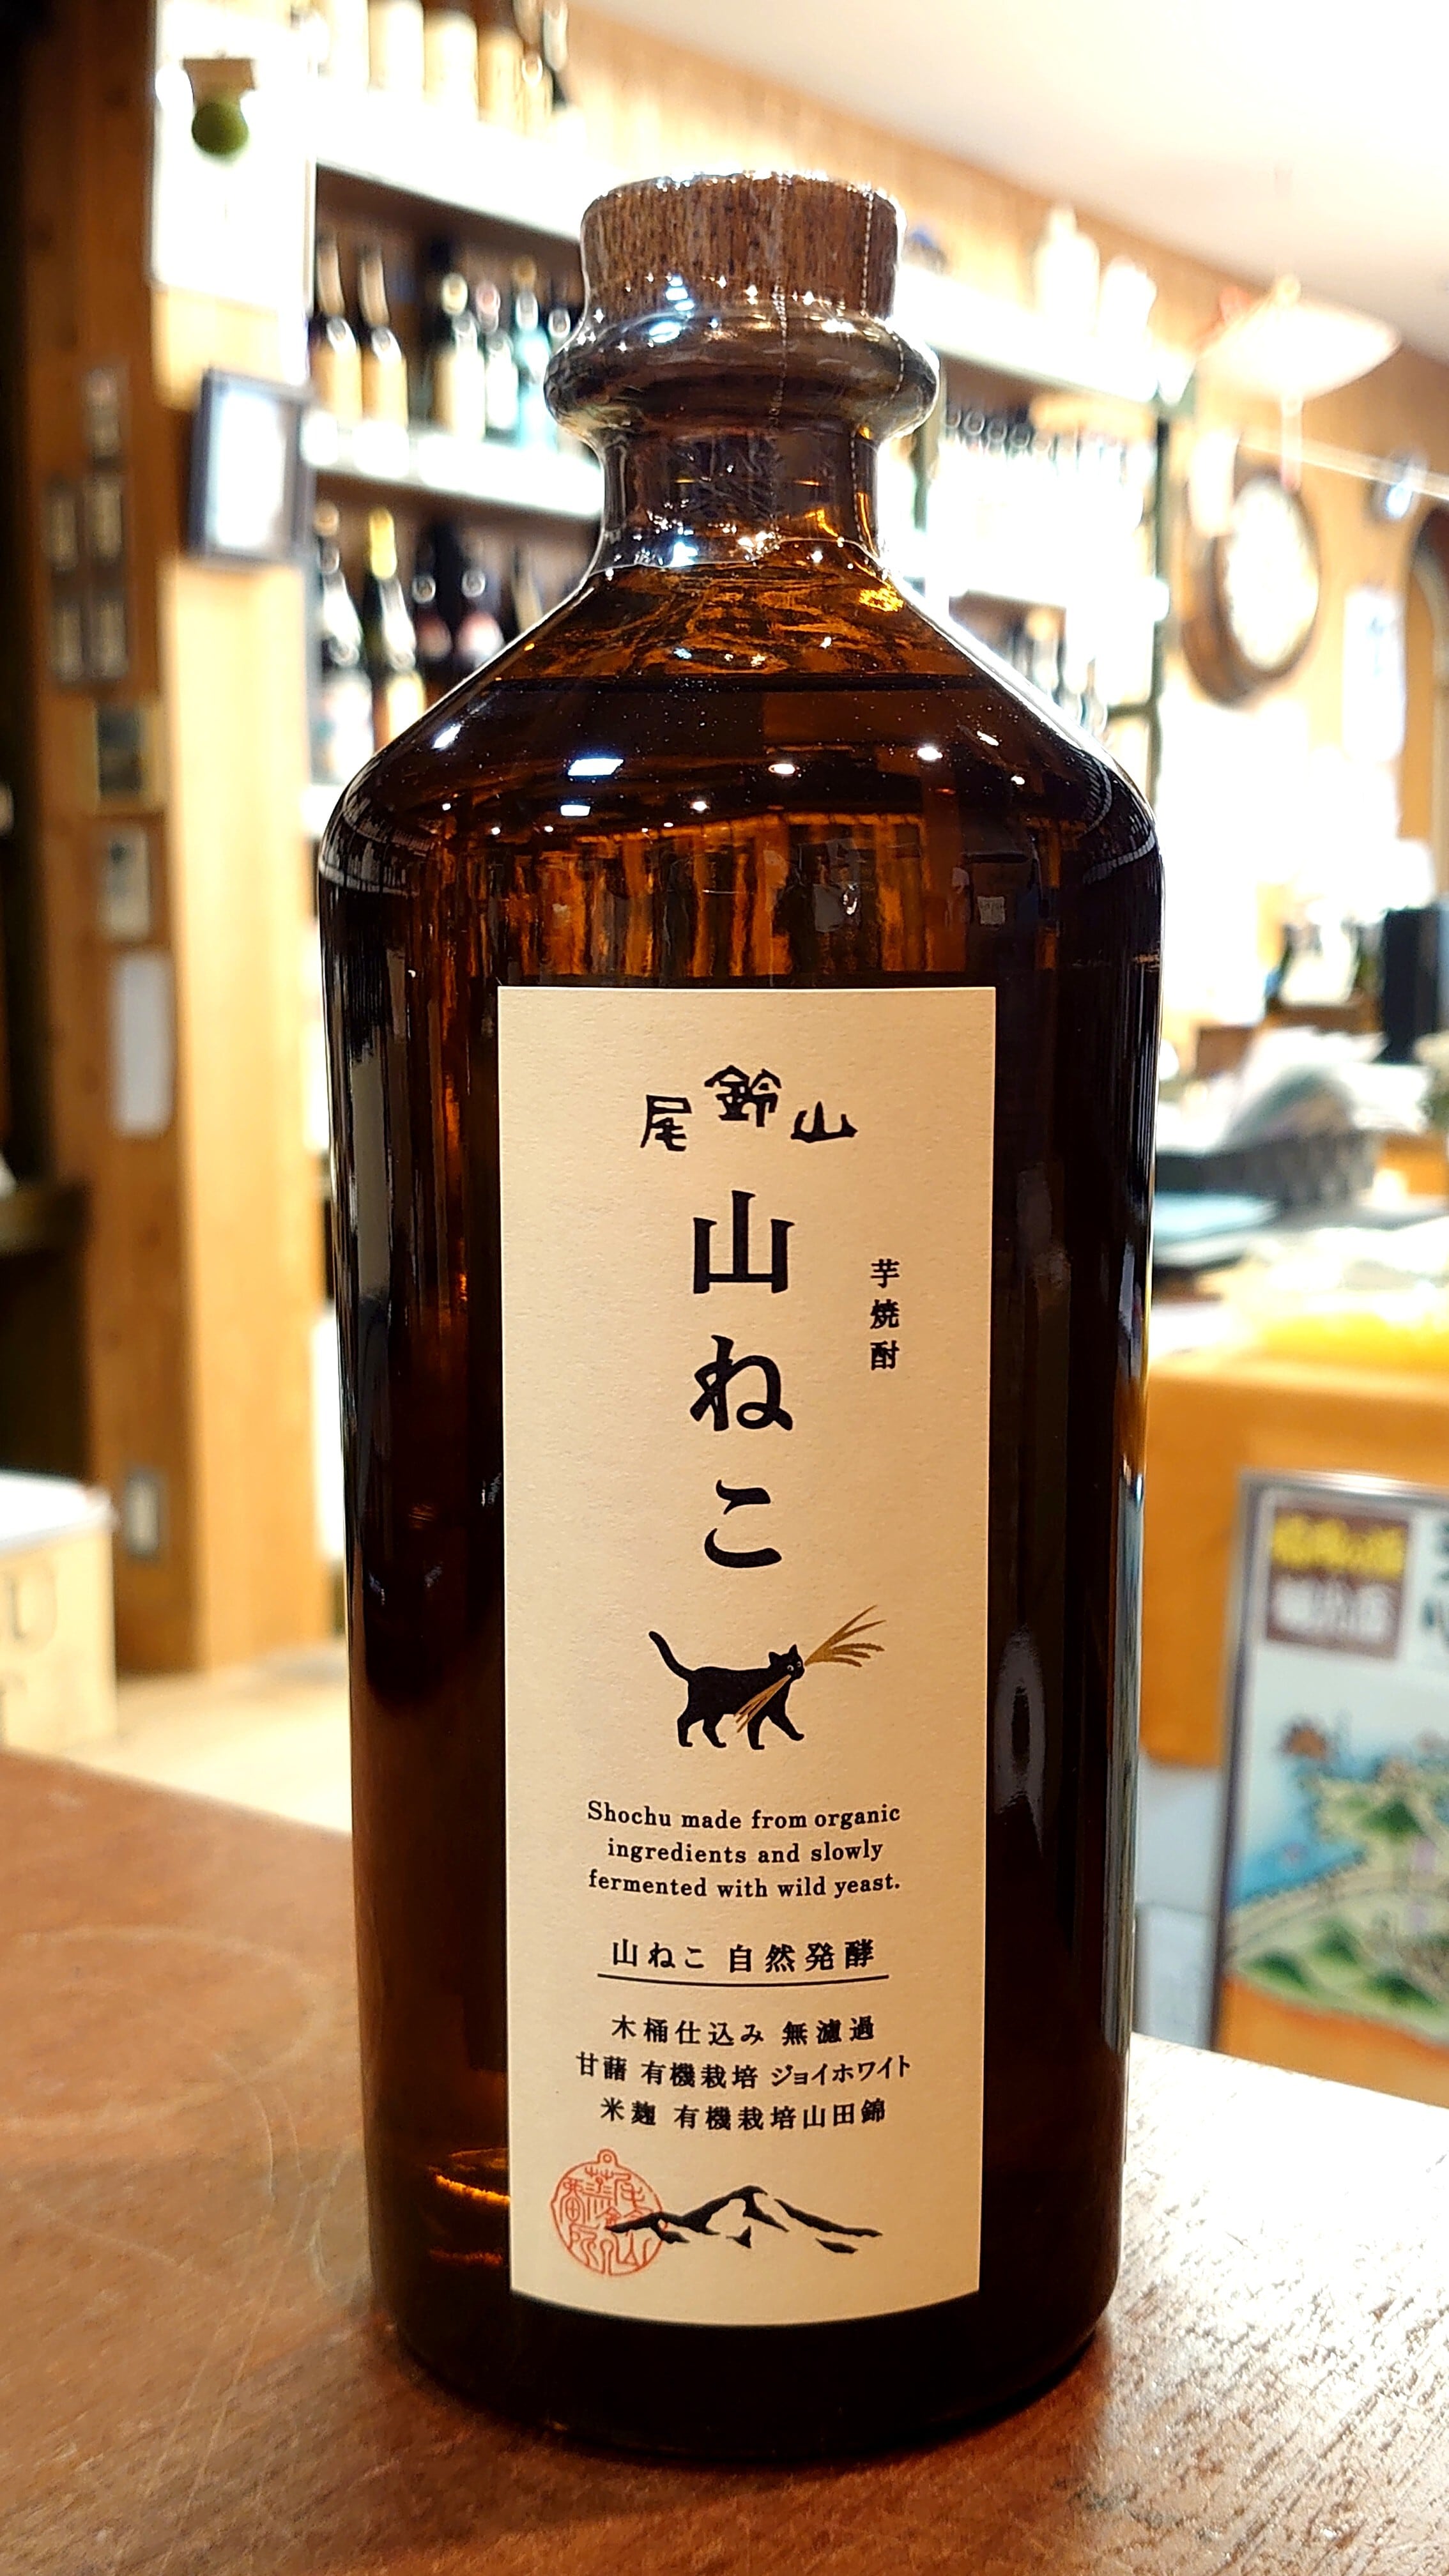 尾鈴山
山ねこ
芋焼酎
Shochu made from organic
ingredients and slowly
fermented with wild yeast.
山ねこ 自然発酵
木桶仕込み 無濾過
甘藷 有機栽培 ジョイホワイト
米麹 有機栽培山田錦